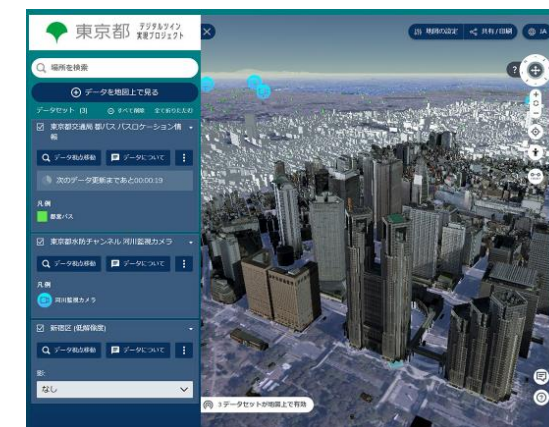 東京都 デジタルツイン
実現プロジェクト
地図の設定
共有/印刷
JA
場所を検索
データを地図上で見る
データセット (3)
すべて削除
全て折りたたむ
東京都交通局 都バス バスロケーション情
報
データ視点移動
データについて
次のデータ更新まであと00:00:19
凡例
都営バス
東京都水防チャンネル 河川監視カメラ
データ視点移動
データについて
凡例
河川監視カメラ
新宿区 (低解像度)
データ視点移動
データについて
影:
なし
3 データセットが地図上で有効